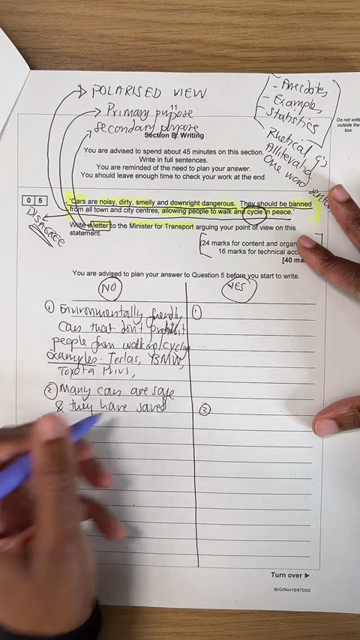 POLARISED VIEW
Primary purpose
Secondary purpose
- Anecdotes
- Examples
- Statistics
Rhetical Q's
Alliteration
One word sentences
Do not write
outside the
box
Section B: Writing
You are advised to spend about 45 minutes on this section.
Write in full sentences.
You are reminded of the need to plan your answer.
You should leave enough time to check your work at the end.
0 5
'Cars are noisy, dirty, smelly and downright dangerous. They should be banned
from all town and city centres, allowing people to walk and cycle in peace.'
DISAGREE
Write a letter to the Minister for Transport arguing your point of view on this
statement.
(24 marks for content and organ
16 marks for technical acc
[40 ma
You are advised to plan your answer to Question 5 before you start to write.
NO
YES
① Environmentally friendly
cars that don't
people from walking/cycling
examples: Teslas, BMWs,
Toyota Prius,
② Many cars are safe
& they have saved
①
②
Turn over ►
IB/G/Nov18/8700/2